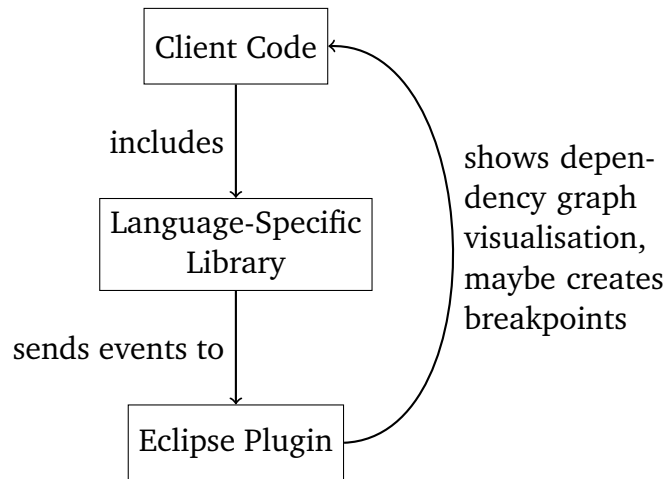 Client Code
includes
shows depen-
dency graph
visualisation,
maybe creates
breakpoints
Language-Specific
Library
sends events to
Eclipse Plugin